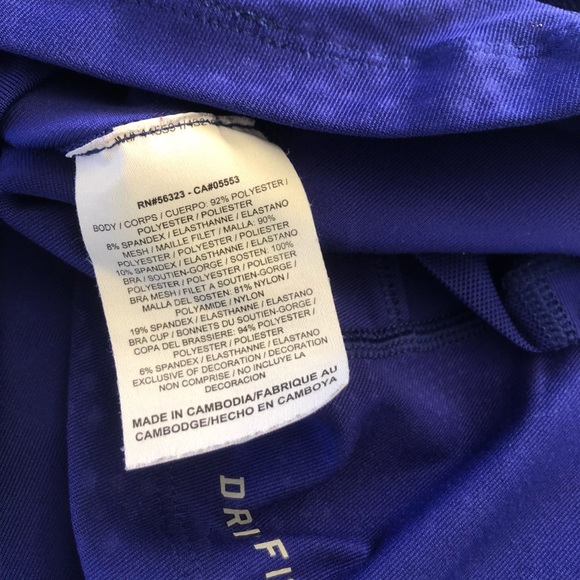 RN#56323 - CA#05553
BODY / CORPS / CUERPO: 92% POLYESTER /
POLYESTER / POLIESTER
8% SPANDEX / ELASTHANNE / ELASTANO
MESH / MAILLE FILET / MALLA: 90%
POLYESTER / POLYESTER / POLIESTER
10% SPANDEX / ELASTHANNE / ELASTANO
BRA / SOUTIEN-GORGE / SOSTEN: 100%
POLYESTER / POLYESTER / POLIESTER
BRA MESH / FILET A SOUTIEN-GORGE /
MALLA DEL SOSTEN: 81% NYLON /
POLYAMIDE / NYLON
19% SPANDEX / ELASTHANNE / ELASTANO
BRA CUP / BONNETS DU SOUTIEN-GORGE /
COPA DEL BRASSIERE: 94% POLYESTER /
POLYESTER / POLIESTER
6% SPANDEX / ELASTHANNE / ELASTANO
EXCLUSIVE OF DECORATION / DECORATION
NON COMPRISE / NO INCLUYE LA
DECORACION
MADE IN CAMBODIA/FABRIQUE AU
CAMBODGE/HECHO EN CAMBOYA
DRI FI